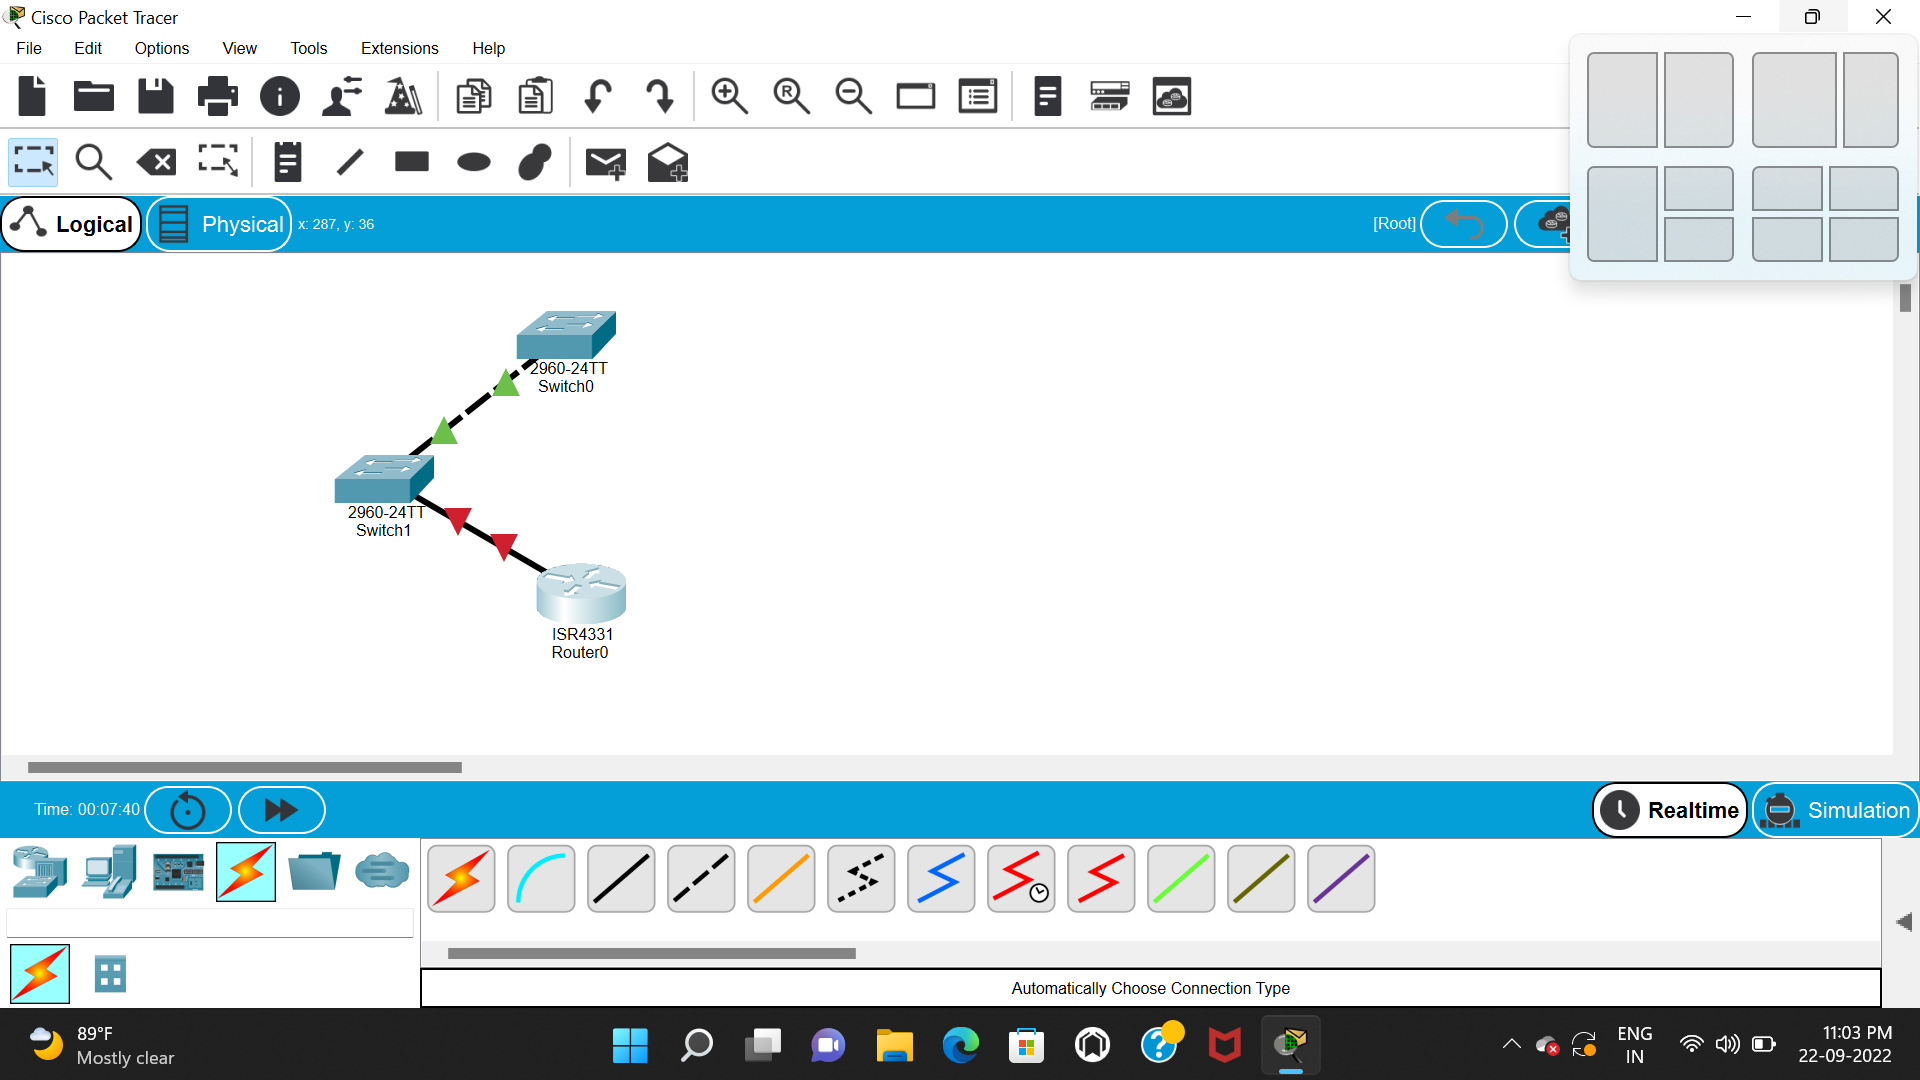 Cisco Packet Tracer
File Edit Options View Tools Extensions Help
R
Logical Physical x: 287, y: 36 [Root]
2960-24TT
Switch0
2960-24TT
Switch1
ISR4331
Router0
Time: 00:07:40 Realtime Simulation
Automatically Choose Connection Type
89°F
Mostly clear
ENG
IN
11:03 PM
22-09-2022